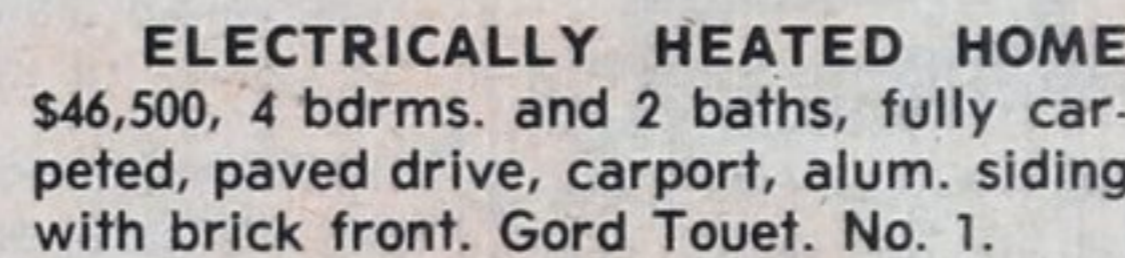 ELECTRICALLY HEATED HOME
$46,500, 4 bdrms. and 2 baths, fully car-
peted, paved drive, carport, alum. siding
with brick front. Gord Touet. No. 1.